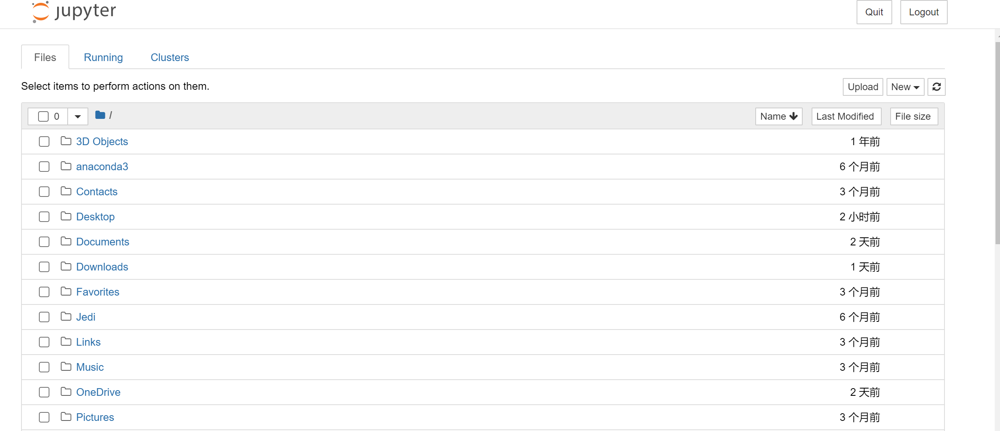 jupyter Quit Logout
Files Running Clusters
Select items to perform actions on them. Upload New
0 / Name Last Modified File size
3D Objects 1 年前
anaconda3 6 个月前
Contacts 3 个月前
Desktop 2 小时前
Documents 2 天前
Downloads 1 天前
Favorites 3 个月前
Jedi 6 个月前
Links 3 个月前
Music 3 个月前
OneDrive 2 天前
Pictures 3 个月前